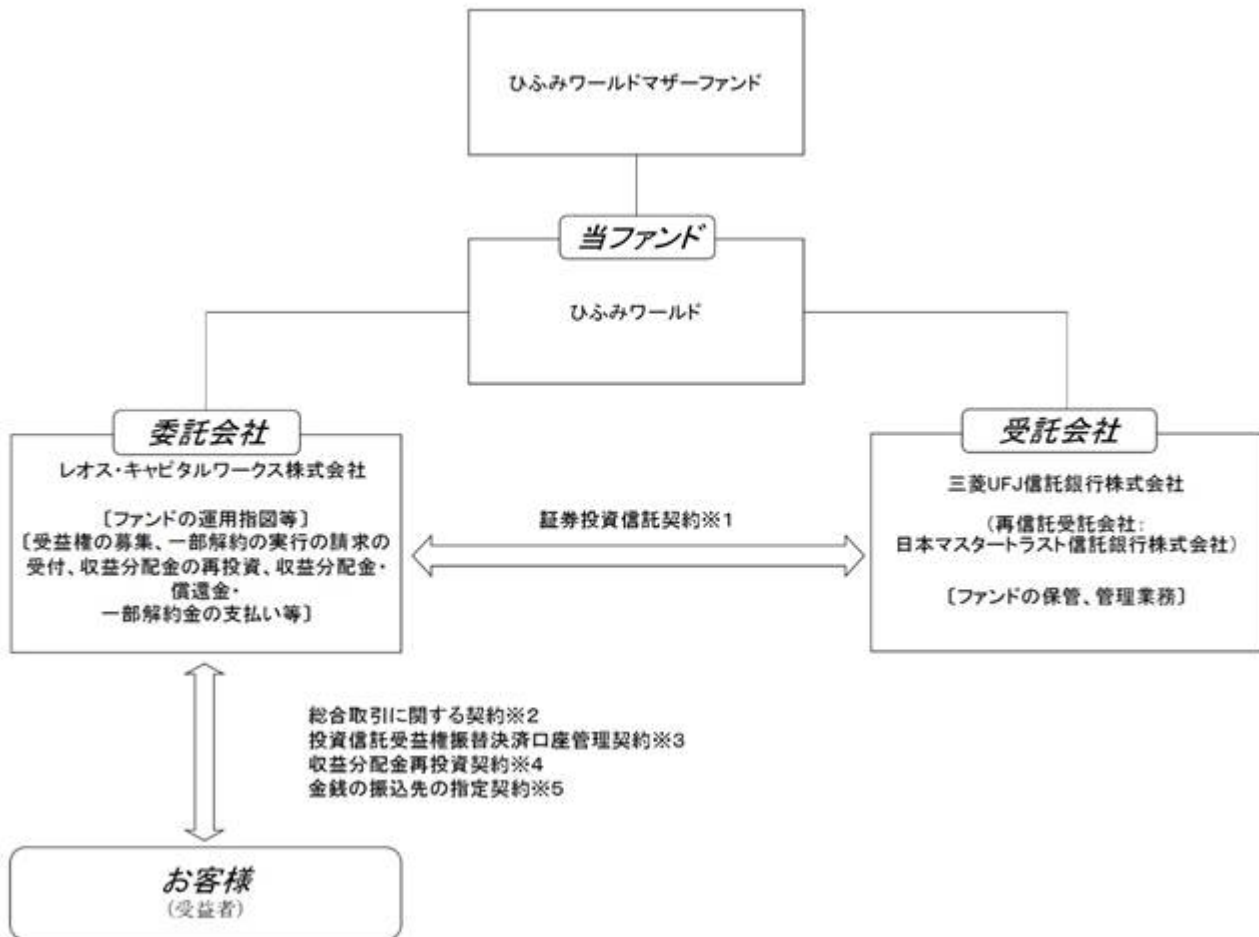 ひふみワールドマザーファンド
当ファンド
ひふみワールド
委託会社
レオス・キャピタルワークス株式会社
〔ファンドの運用指図等〕
〔受益権の募集、一部解約の実行の請求の
受付、収益分配金の再投資、収益分配金・
償還金・
一部解約金の支払い等〕
証券投資信託契約※1
受託会社
三菱UFJ信託銀行株式会社
(再信託受託会社:
日本マスタートラスト信託銀行株式会社)
〔ファンドの保管、管理業務〕
総合取引に関する契約※2
投資信託受益権振替決済口座管理契約※3
収益分配金再投資契約※4
金銭の振込先の指定契約※5
お客様
(受益者)